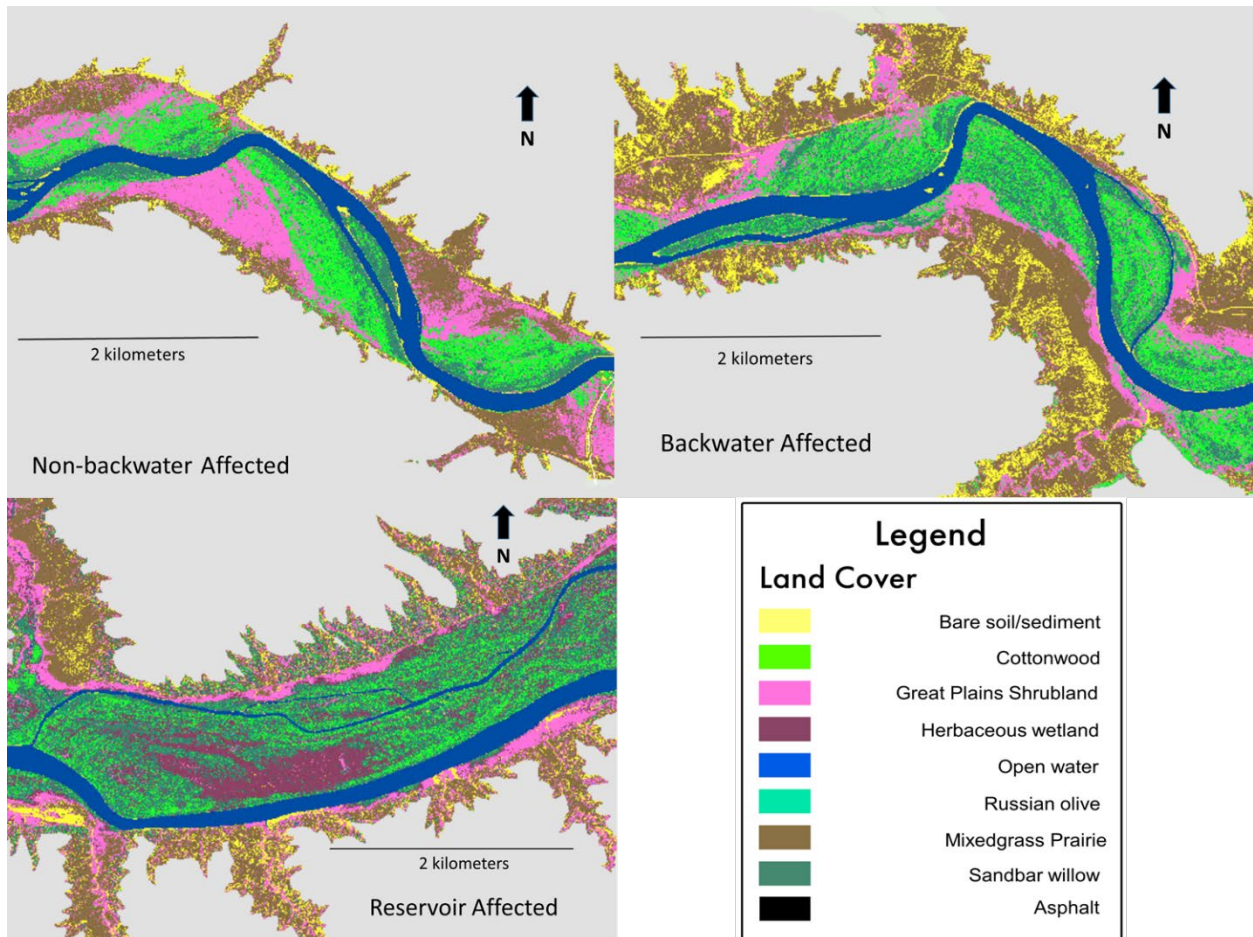 N
N
2 kilometers
2 kilometers
Non-backwater Affected
Backwater Affected
N
2 kilometers
Reservoir Affected
Legend
Land Cover
Bare soil/sediment
Cottonwood
Great Plains Shrubland
Herbaceous wetland
Open water
Russian olive
Mixedgrass Prairie
Sandbar willow
Asphalt